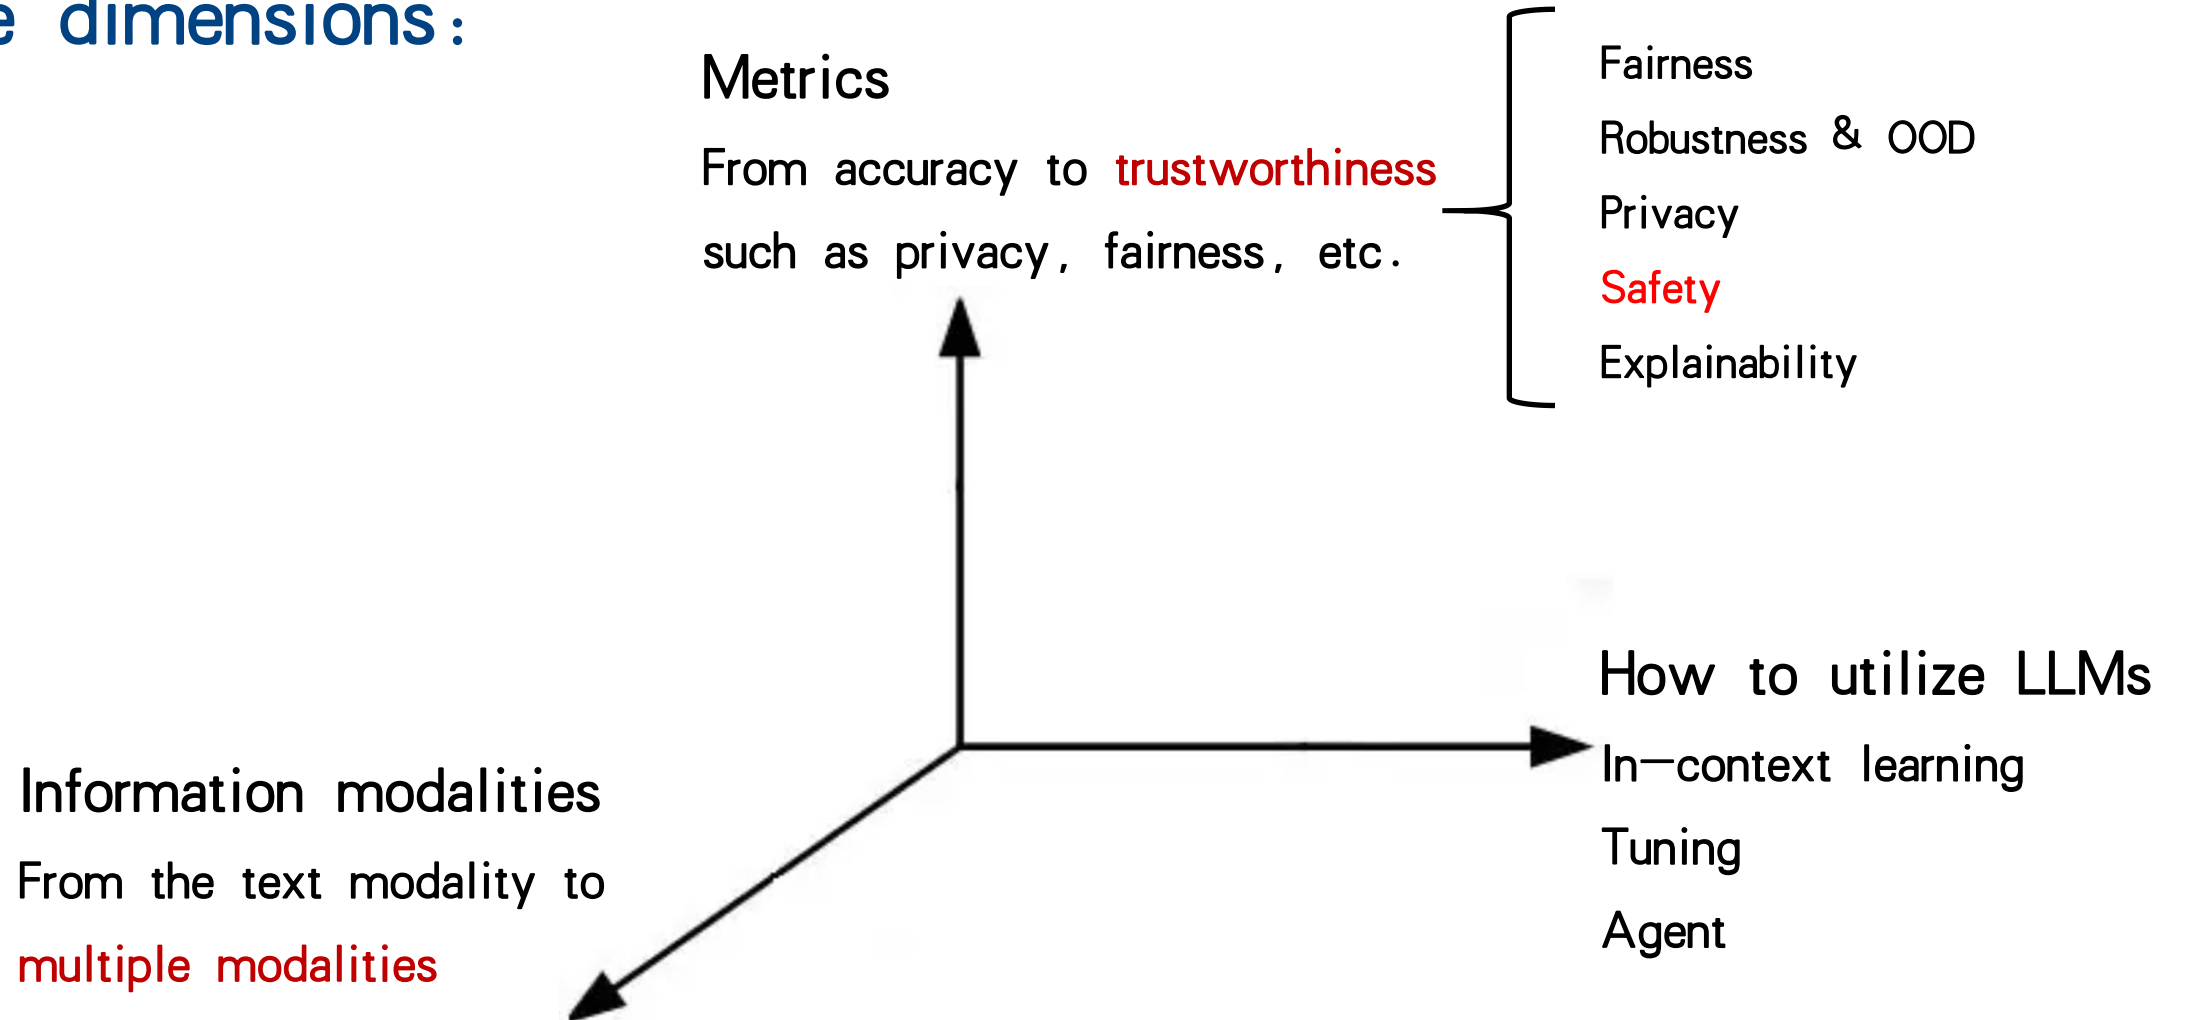 dimensions:
Metrics
From accuracy to trustworthiness
such as privacy, fairness, etc.
Fairness
Robustness & OOD
Privacy
Safety
Explainability
How to utilize LLMs
In-context learning
Tuning
Agent
Information modalities
From the text modality to
multiple modalities